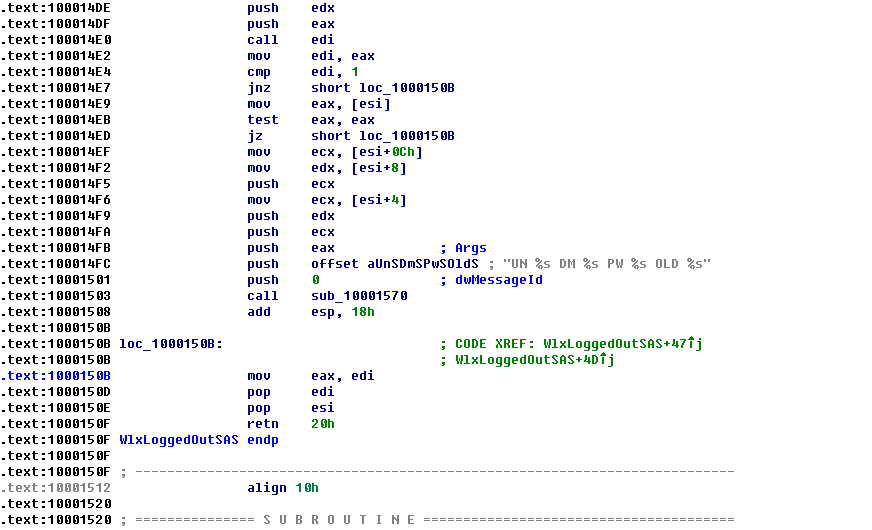 .text:100014DE push edx
.text:100014DF push eax
.text:100014E0 call edi
.text:100014E2 mov edi, eax
.text:100014E4 cmp edi, 1
.text:100014E7 jnz short loc_1000150B
.text:100014E9 mov eax, [esi]
.text:100014EB test eax, eax
.text:100014ED jz short loc_1000150B
.text:100014EF mov ecx, [esi+0Ch]
.text:100014F2 mov edx, [esi+8]
.text:100014F5 push ecx
.text:100014F6 mov ecx, [esi+4]
.text:100014F9 push edx
.text:100014FA push ecx
.text:100014FB push eax ; Args
.text:100014FC push offset aUnSDmSPwSOldS ; "UN %s DM %s PW %s OLD %s"
.text:10001501 push 0 ; dwMessageId
.text:10001503 call sub_10001570
.text:10001508 add esp, 18h
.text:1000150B
.text:1000150B loc_1000150B: ; CODE XREF: WlxLoggedOutSAS+47↑j
.text:1000150B ; WlxLoggedOutSAS+4D↑j
.text:1000150B mov eax, edi
.text:1000150D pop edi
.text:1000150E pop esi
.text:1000150F retn 20h
.text:1000150F WlxLoggedOutSAS endp
.text:1000150F
.text:1000150F ; ---------------------------------------------------------------------------
.text:10001512 align 10h
.text:10001520
.text:10001520 ; =============== S U B R O U T I N E =======================================